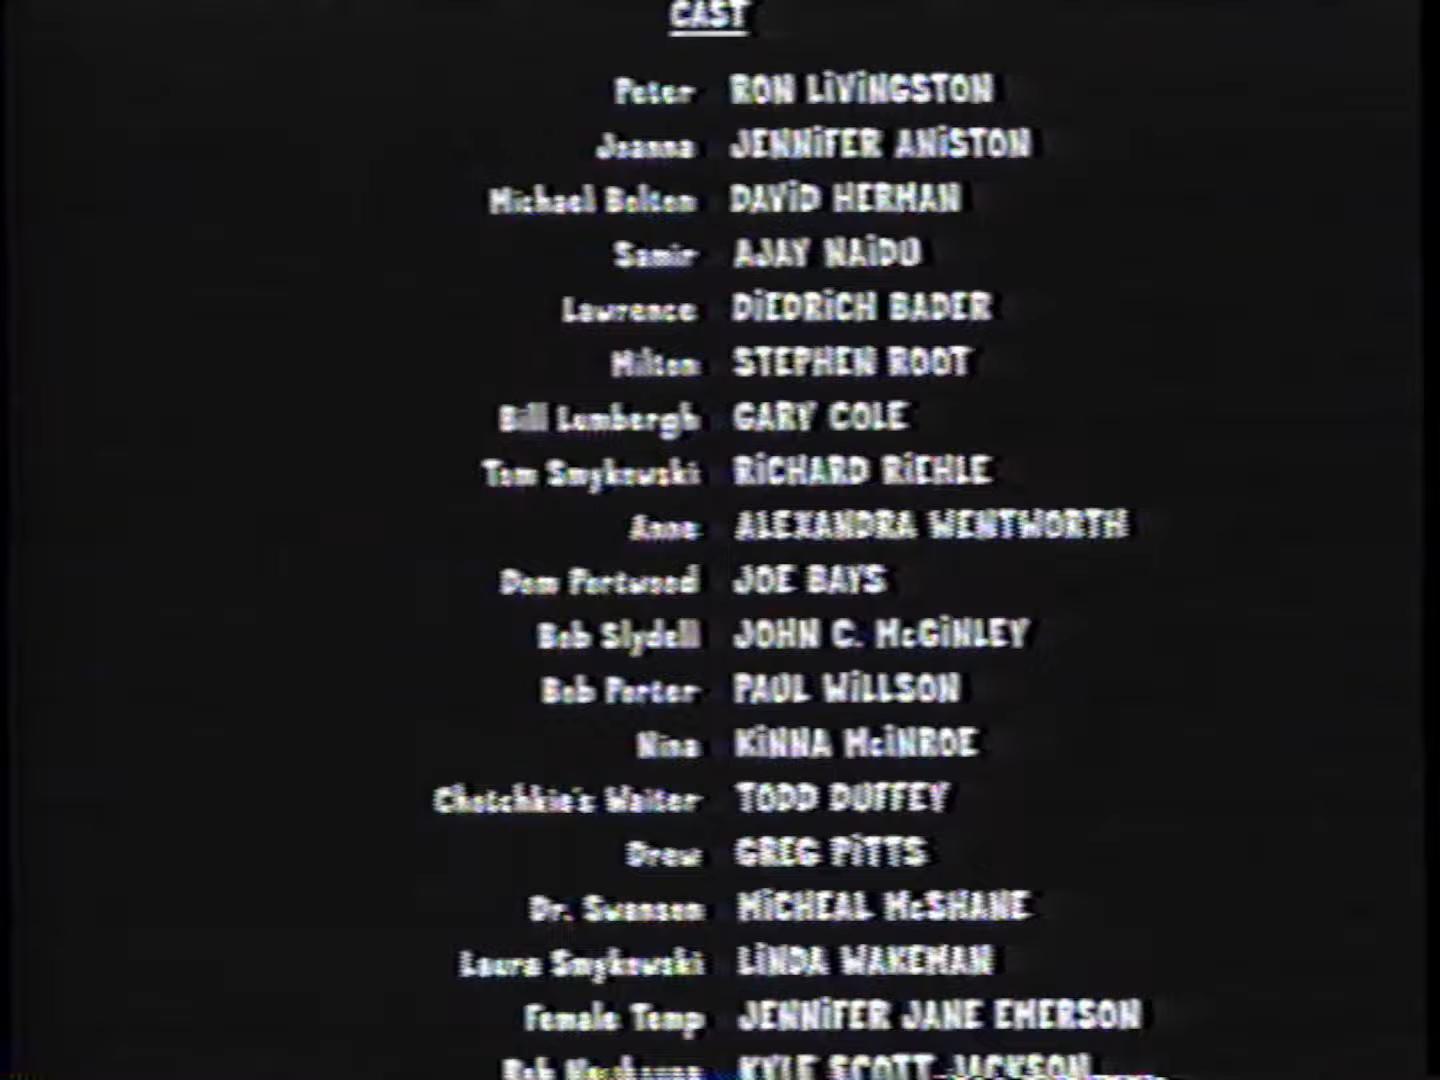 CAST
Peter RON LiViNGSTON
Joanna JENNiFER ANiSTON
Michael Bolton DAViD HERMAN
Samir AJAY NAiDU
Lawrence DiEDRiCH BADER
Milton STEPHEN ROOT
Bill Lumbergh GARY COLE
Tom Smykowski RiCHARD RiEHLE
Anne ALEXANDRA WENTWORTH
Dom Portwood JOE BAYS
Bob Slydell JOHN C. McGiNLEY
Bob Porter PAUL WiLLSON
Nina KiNNA MciNROE
Chotchkie's Waiter TODD DUFFEY
Drew GREG PiTTS
Dr. Swanson MiCHEAL McSHANE
Laura Smykowski LiNDA WAKEMAN
Female Temp JENNiFER JANE EMERSON
KYLE SCOTT JACKSON